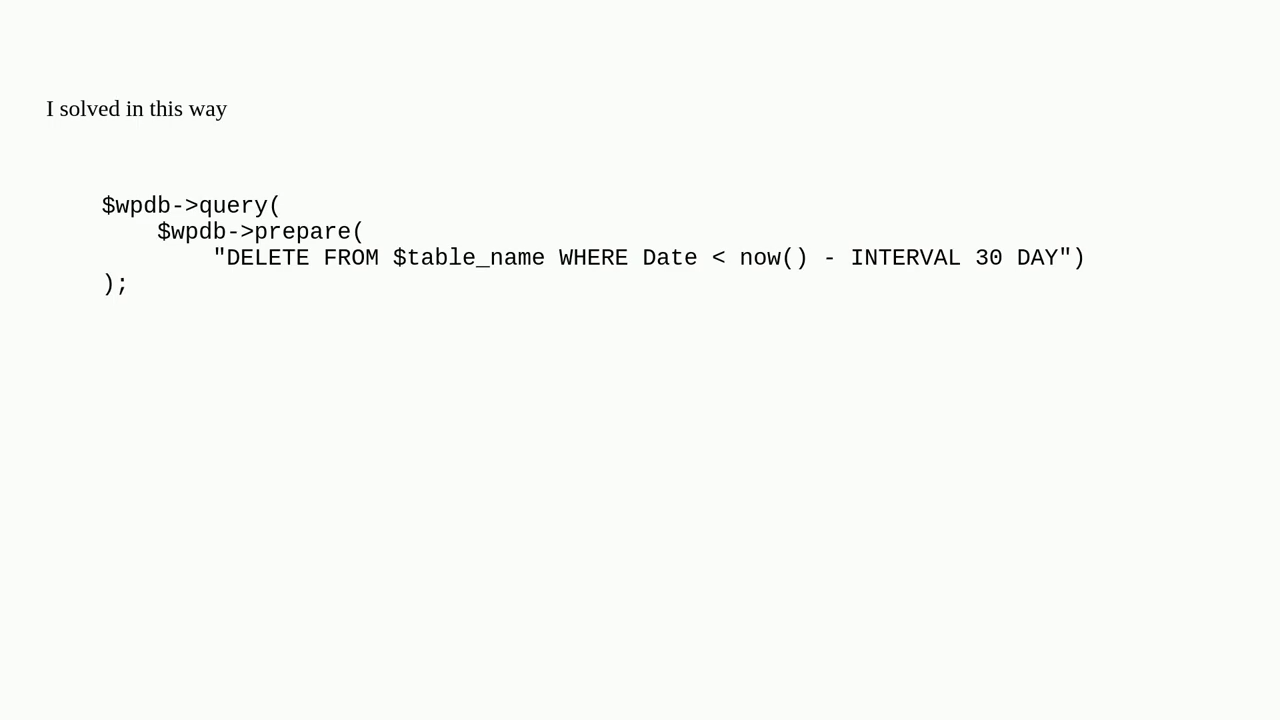 I solved in this way
$wpdb->query(
$wpdb->prepare(
"DELETE FROM $table_name WHERE Date < now() - INTERVAL 30 DAY")
);